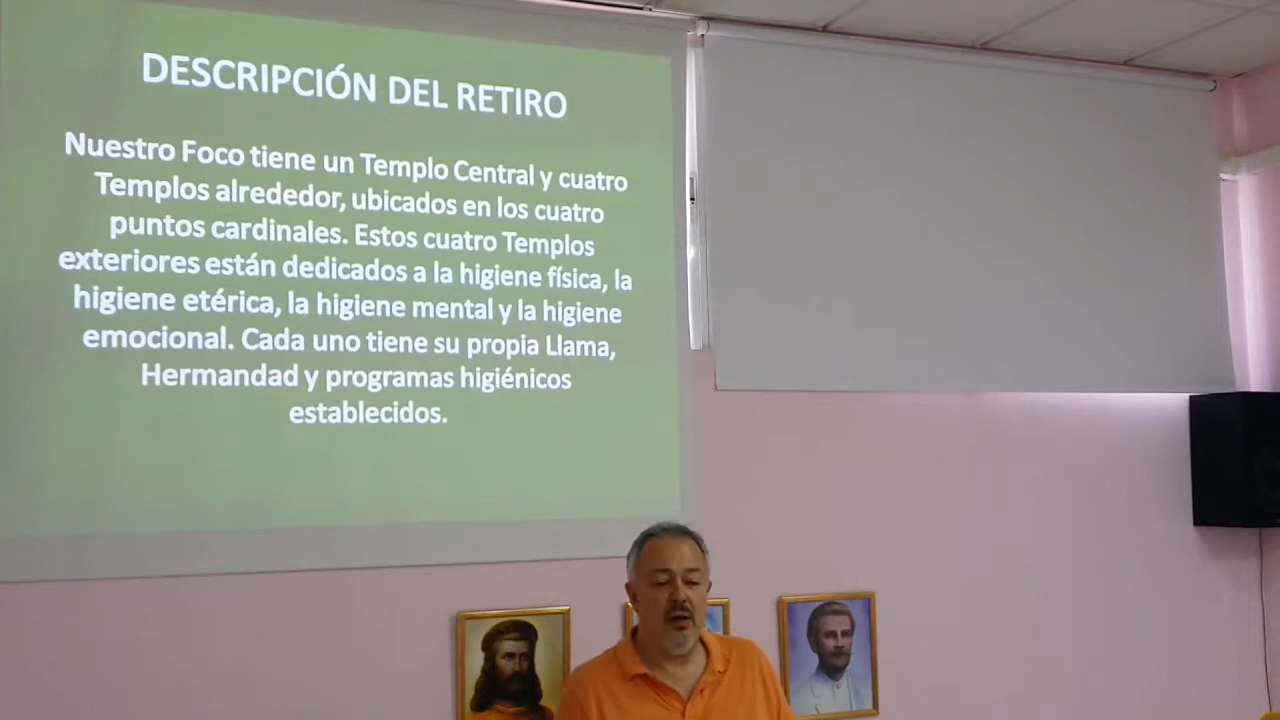 DESCRIPCIÓN DEL RETIRO
Nuestro Foco tiene un Templo Central y cuatro
Templos alrededor, ubicados en los cuatro
puntos cardinales. Estos cuatro Templos
exteriores están dedicados a la higiene física, la
higiene etérica, la higiene mental y la higiene
emocional. Cada uno tiene su propia Llama,
Hermandad y programas higiénicos
establecidos.